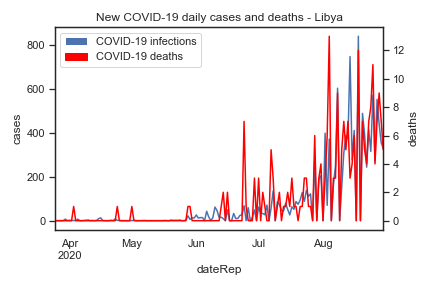 New COVID-19 daily cases and deaths - Libya
COVID-19 infections
COVID-19 deaths
800
600
400
200
0
cases
12
10
8
6
4
2
0
deaths
Apr
2020
May
Jun
Jul
Aug
dateRep